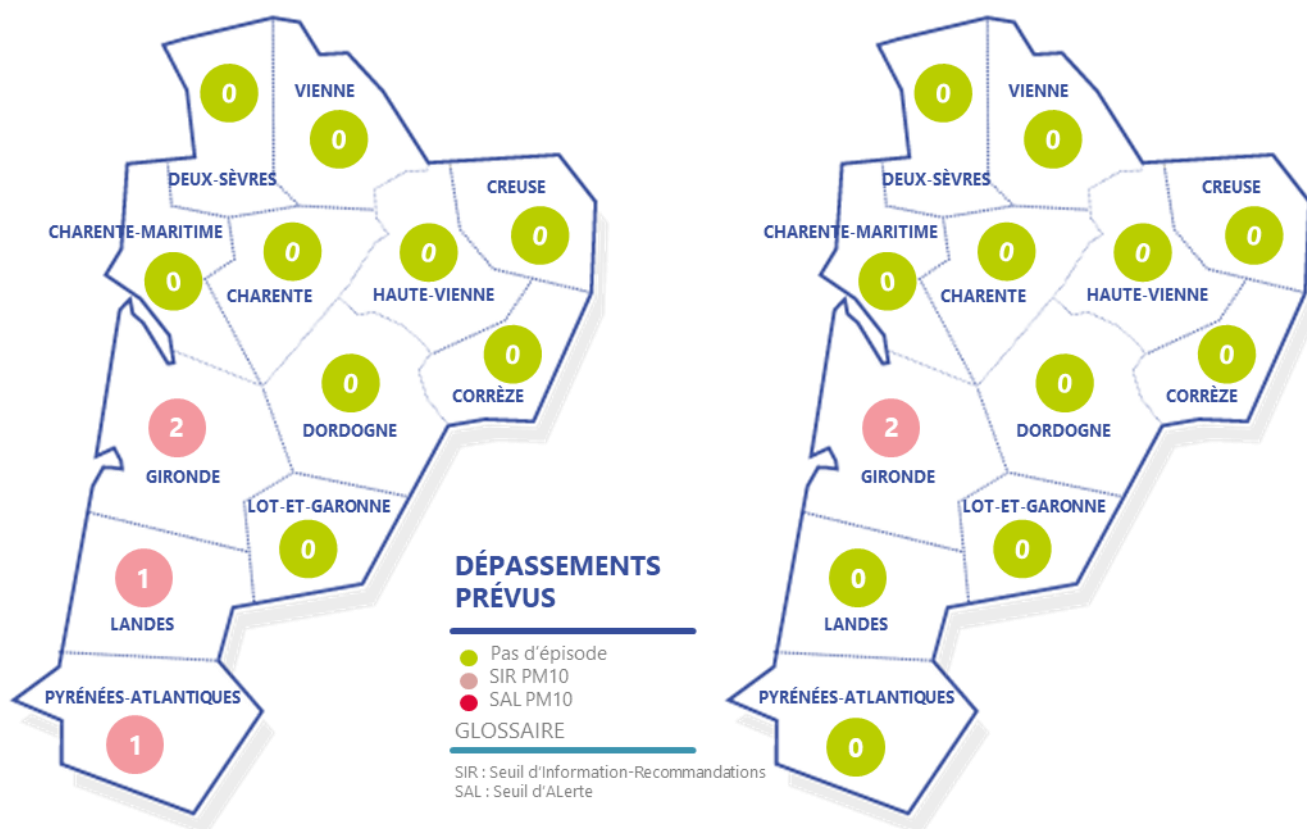 0
VIENNE
0
DEUX-SÈVRES
CREUSE
0
CHARENTE-MARITIME
0
0
CHARENTE
0
HAUTE-VIENNE
0
CORRÈZE
0
DORDOGNE
2
GIRONDE
LOT-ET-GARONNE
0
1
LANDES
PYRÉNÉES-ATLANTIQUES
1
DÉPASSEMENTS
PRÉVUS
Pas d'épisode
SIR PM10
SAL PM10
GLOSSAIRE
SIR : Seuil d'Information-Recommandations
SAL : Seuil d'ALerte
0
VIENNE
0
DEUX-SÈVRES
CREUSE
0
CHARENTE-MARITIME
0
0
CHARENTE
0
HAUTE-VIENNE
0
CORRÈZE
0
DORDOGNE
2
GIRONDE
LOT-ET-GARONNE
0
0
LANDES
PYRÉNÉES-ATLANTIQUES
0